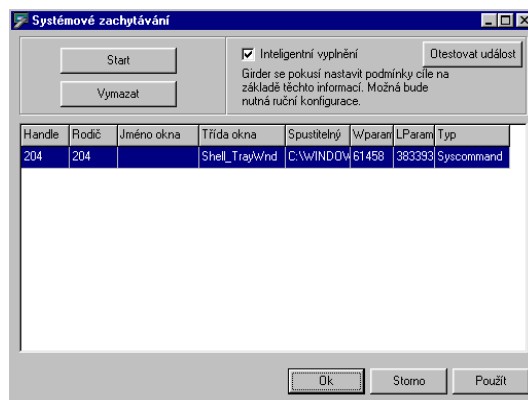 Systémové zachytávání
Start
Vymazat
Inteligentní vyplnění
Otestovat událost
Girder se pokusí nastavit podmínky cíle na
základě těchto informací. Možná bude
nutná ruční konfigurace.
Handle Rodič Jméno okna Třída okna Spustitelný Wparam LParam Typ
204 204 Shell_TrayWnd C:\WINDOW 61458 383393 Syscommand
Ok Storno Použít